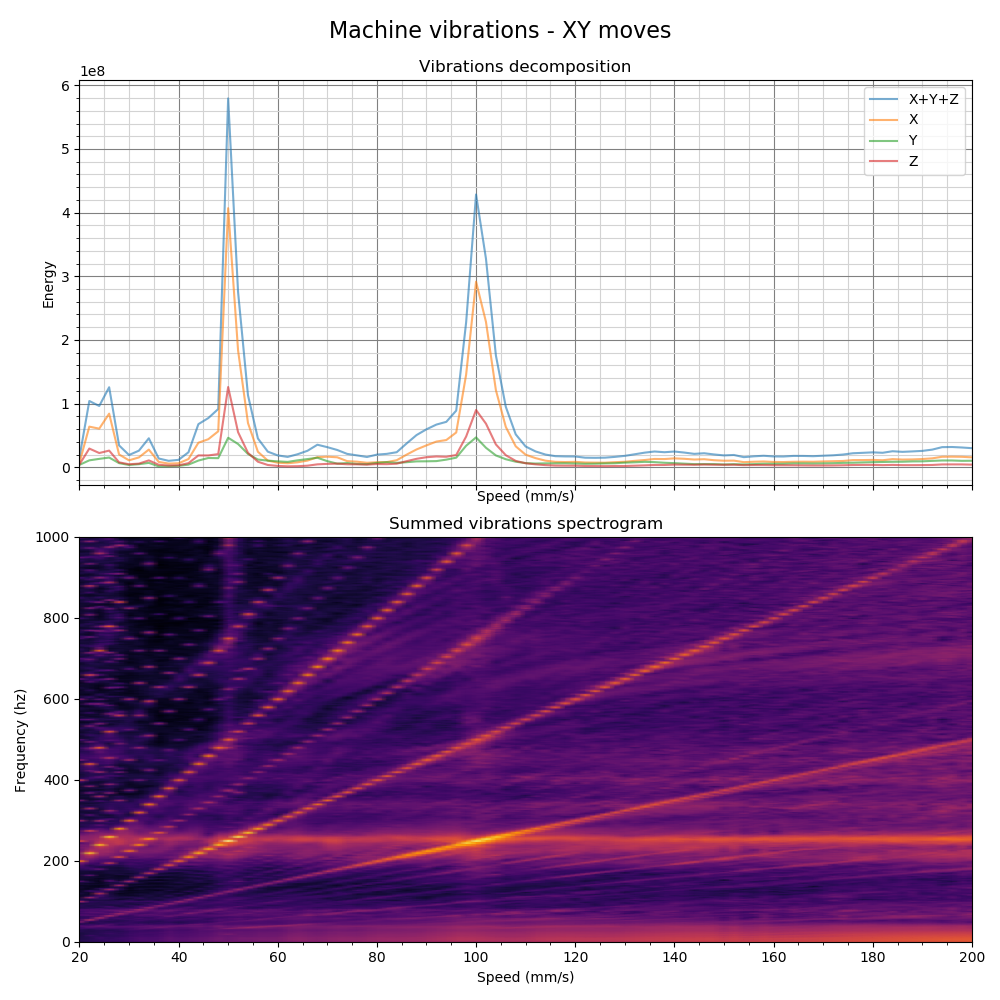 Machine vibrations - XY moves
Vibrations decomposition
1e8
6
5
4
3
2
1
0
Energy
X+Y+Z
X
Y
Z
Speed (mm/s)
Summed vibrations spectrogram
1000
800
600
400
200
0
Frequency (hz)
20 40 60 80 100 120 140 160 180 200
Speed (mm/s)